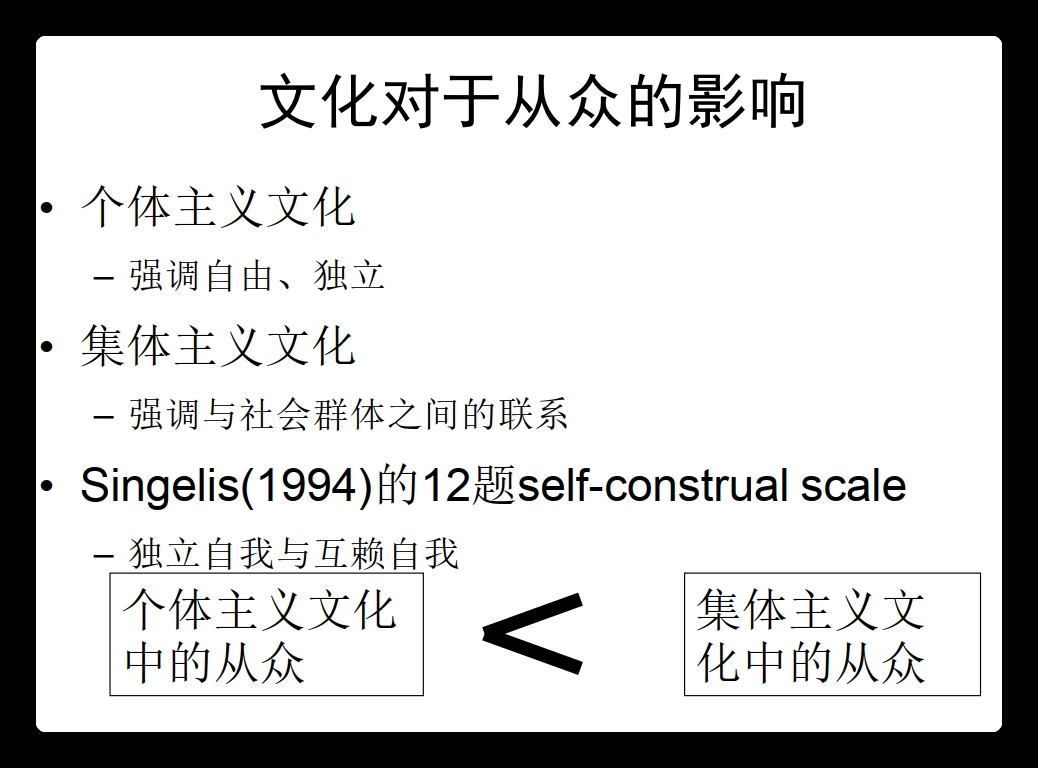 文化对于从众的影响
• 个体主义文化
– 强调自由、独立
• 集体主义文化
– 强调与社会群体之间的联系
• Singelis(1994)的12题self-construal scale
– 独立自我与互赖自我
个体主义文化
中的从众
<
集体主义文
化中的从众